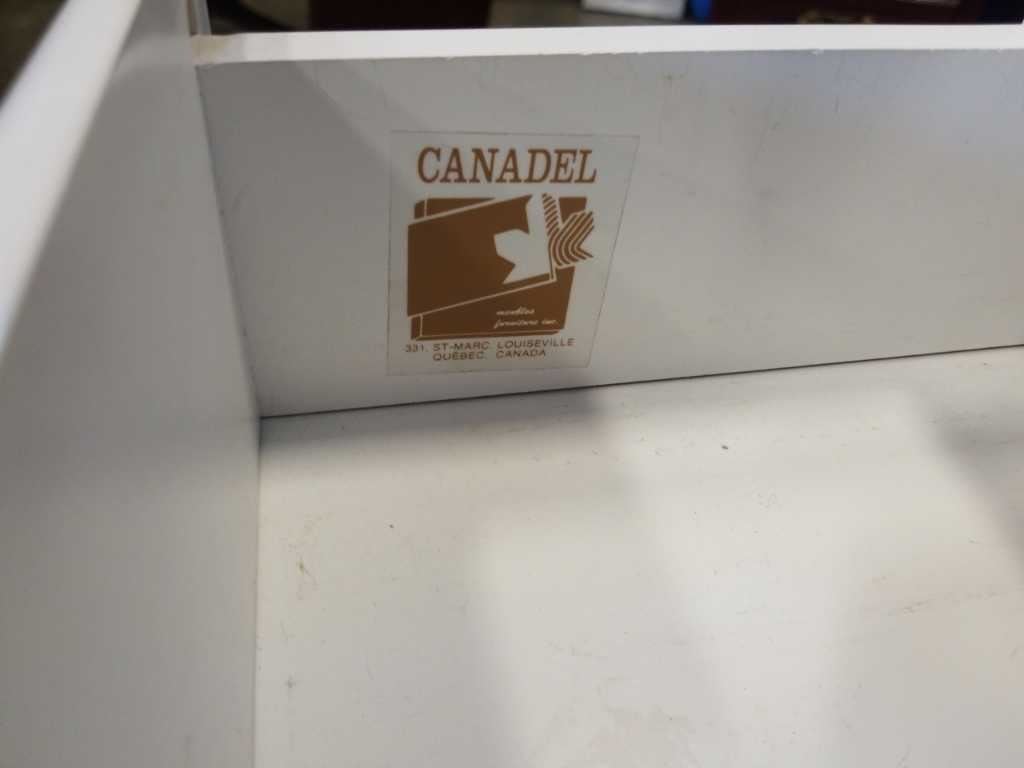 CANADEL
meubles
furniture inc.
331, ST-MARC LOUISEVILLE
QUÉBEC, CANADA